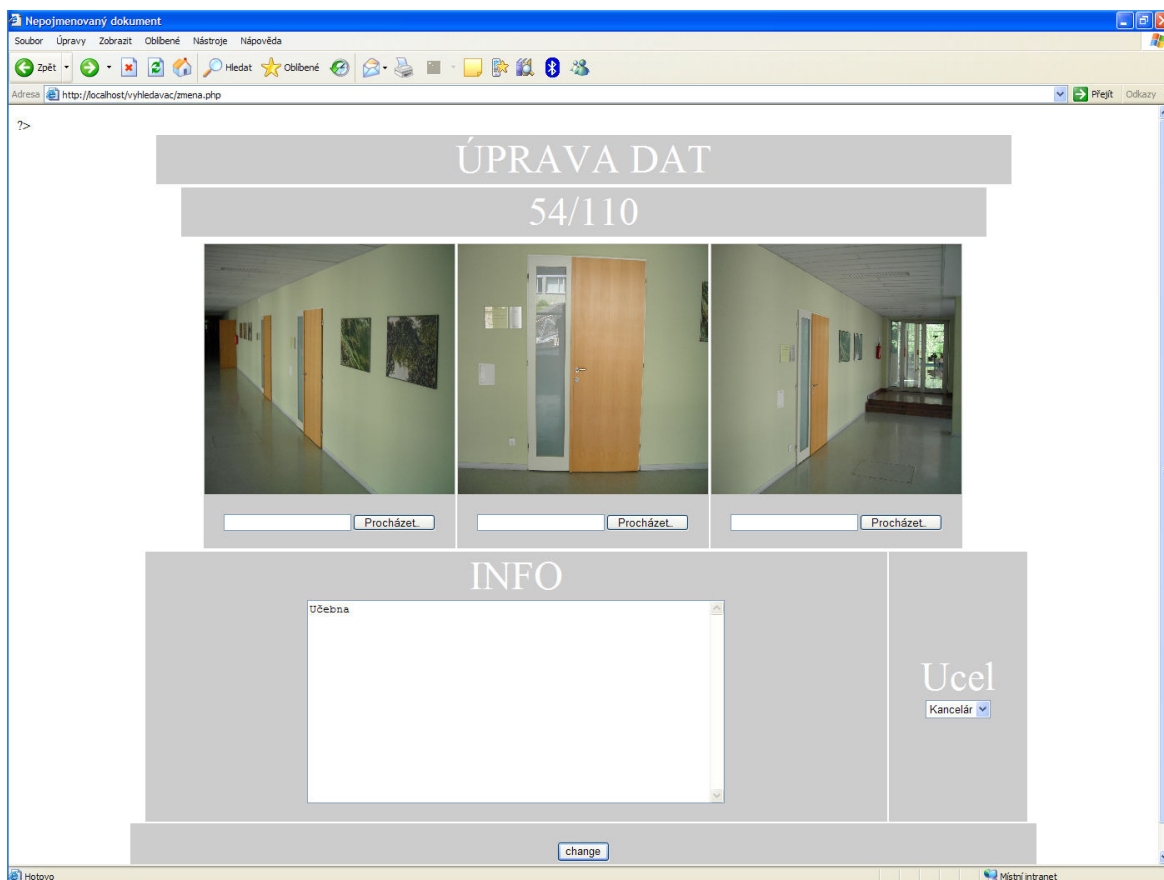 Nepojmenovaný dokument
Soubor Úpravy Zobrazit Oblíbené Nástroje Nápověda
Zpět Hledat Oblíbené
Adresa http://localhost/vyhledavac/zmena.php Přejít Odkazy
?>
ÚPRAVA DAT
54/110
Procházet.. Procházet.. Procházet..
INFO
Učebna
Ucel
Kancelár
change
Hotovo Místní intranet